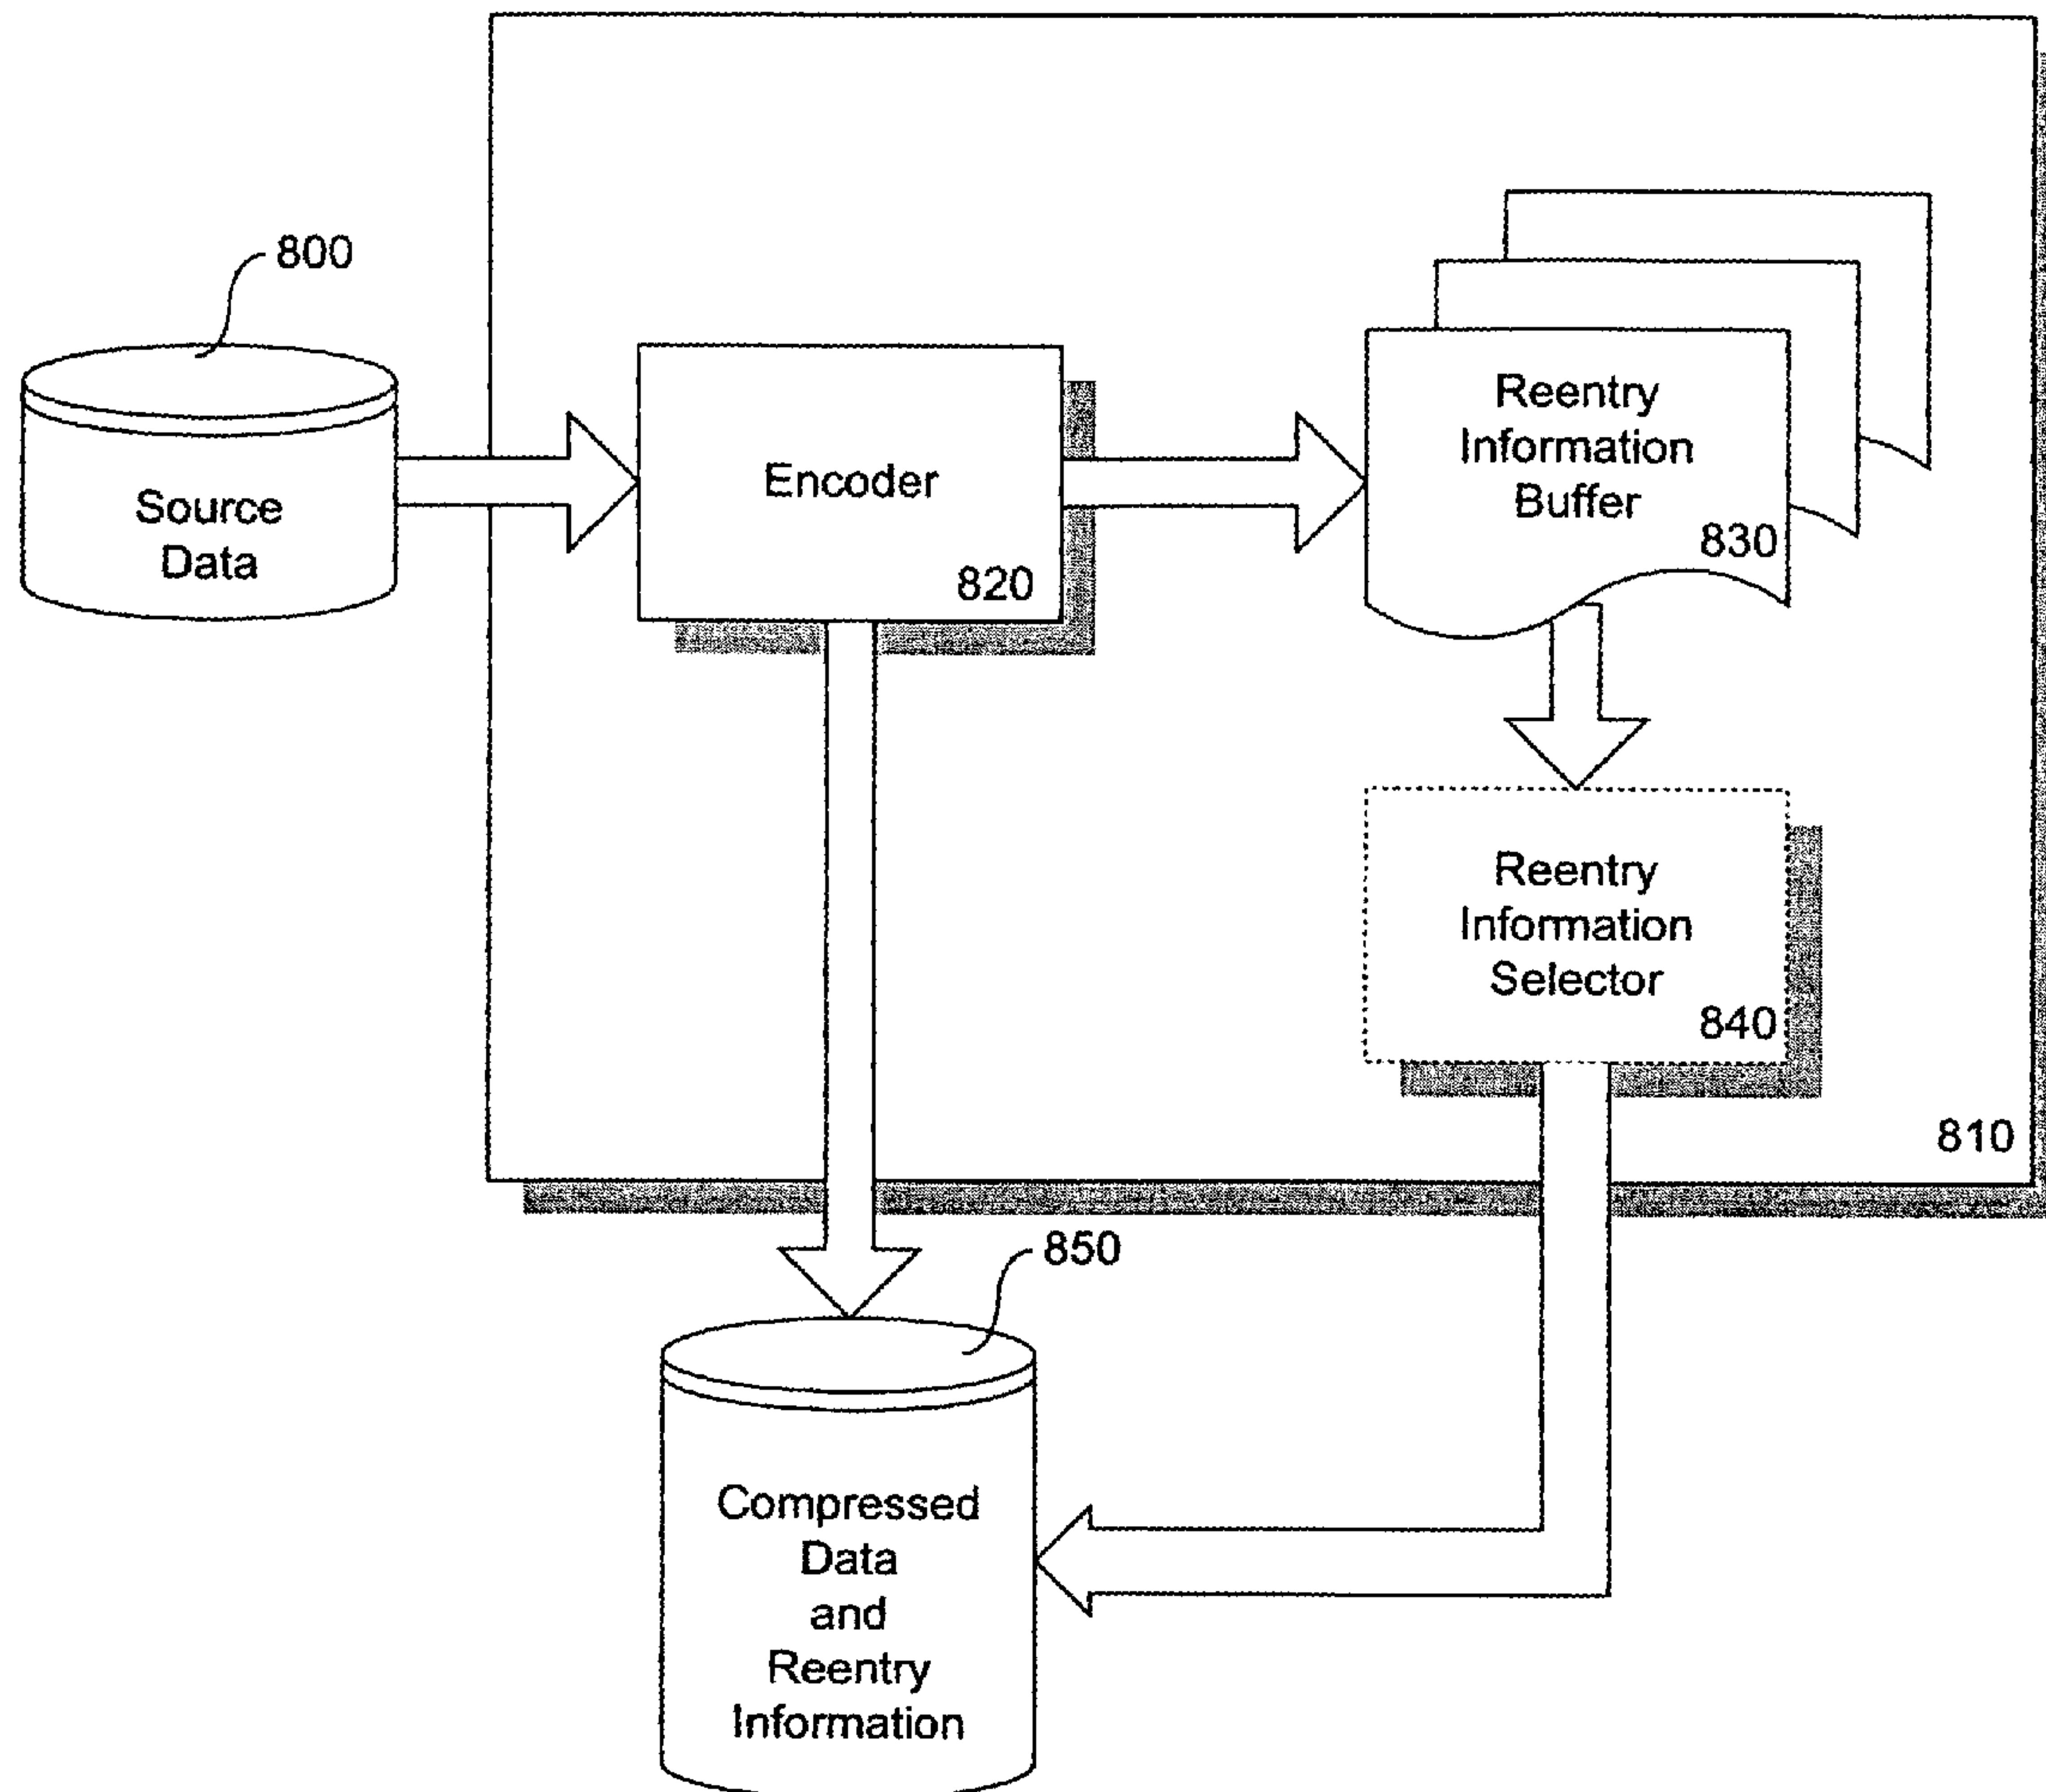 800
Source
Data
Encoder
820
Reentry
Information
Buffer
830
Reentry
Information
Selector
840
810
850
Compressed
Data
and
Reentry
Information